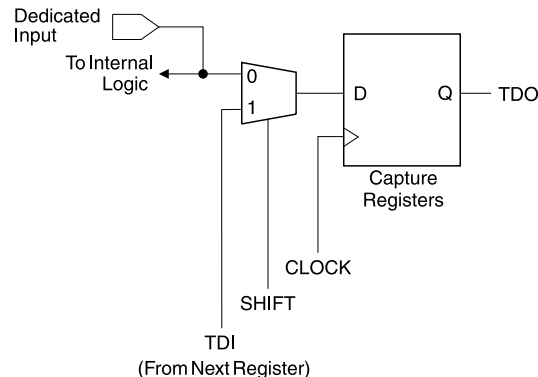 Dedicated
Input
To Internal
Logic
0
1
D
Q
TDO
Capture
Registers
CLOCK
SHIFT
TDI
(From Next Register)